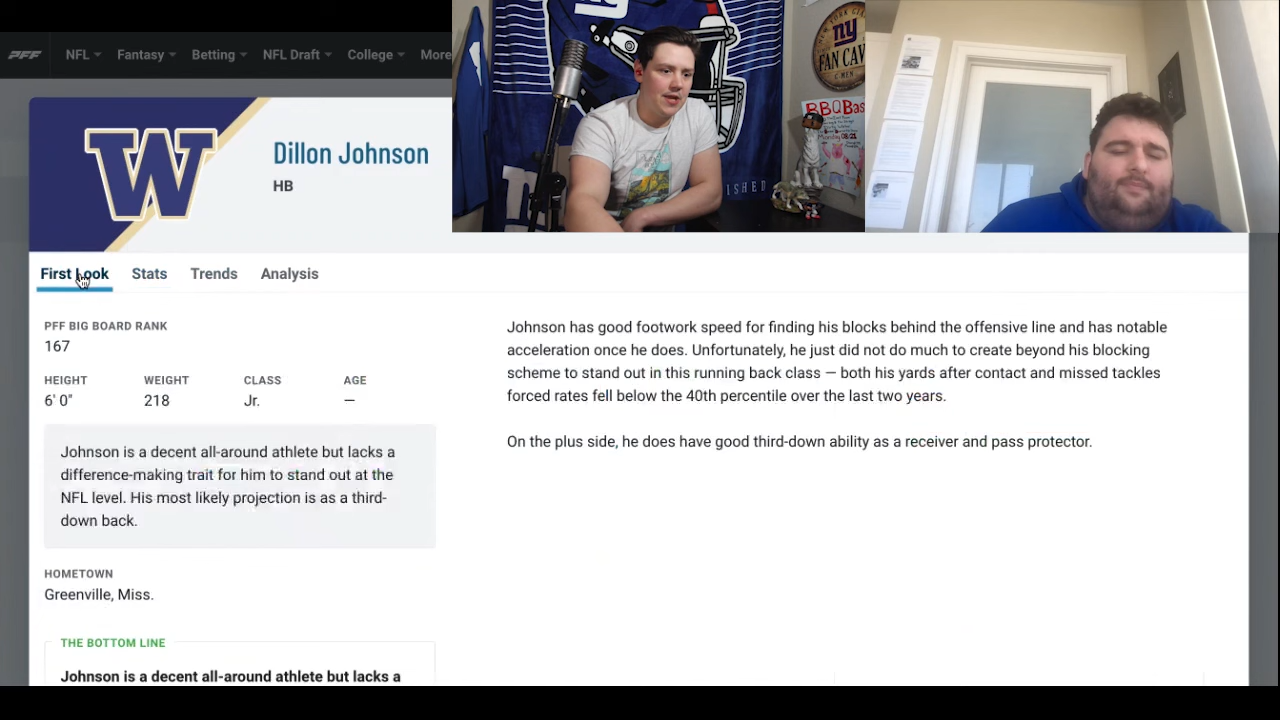 PFF
NFL
Fantasy
Betting
NFL Draft
College
More
W
Dillon Johnson
HB
ny
FAN CAVE
BBQ Bas
ISHED
First Look
Stats
Trends
Analysis
PFF BIG BOARD RANK
167
HEIGHT
WEIGHT
CLASS
AGE
6' 0"
218
Jr.
—
Johnson is a decent all-around athlete but lacks a
difference-making trait for him to stand out at the
NFL level. His most likely projection is as a third-
down back.
HOMETOWN
Greenville, Miss.
THE BOTTOM LINE
Johnson is a decent all-around athlete but lacks a
Johnson has good footwork speed for finding his blocks behind the offensive line and has notable
acceleration once he does. Unfortunately, he just did not do much to create beyond his blocking
scheme to stand out in this running back class — both his yards after contact and missed tackles
forced rates fell below the 40th percentile over the last two years.
On the plus side, he does have good third-down ability as a receiver and pass protector.